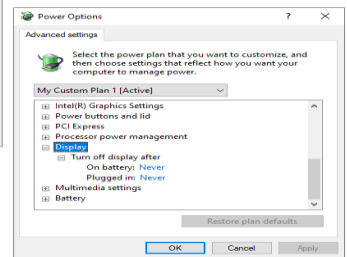 Power Options
Advanced settings
Select the power plan that you want to customize, and
then choose settings that reflect how you want your
computer to manage power.
My Custom Plan 1 [Active]
Intel(R) Graphics Settings
Power buttons and lid
PCI Express
Processor power management
Display
Turn off display after
On battery: Never
Plugged in: Never
Multimedia settings
Battery
Restore plan defaults
OK Cancel Apply